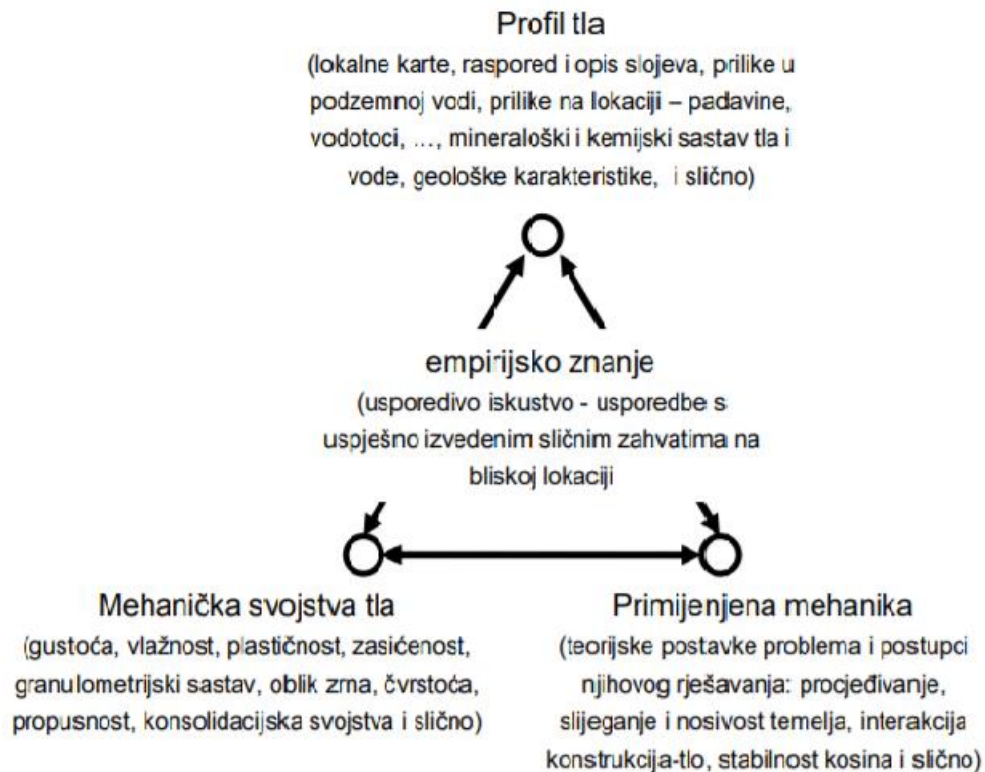 Profil tla
(lokalne karte, raspored i opis slojeva, prilike u
podzemnoj vodi, prilike na lokaciji – padavine,
vodotoci, ..., mineraloški i kemijski sastav tla i
vode, geološke karakteristike, i slično)
empirijsko znanje
(usporedivo iskustvo - usporedbe s
uspješno izvedenim sličnim zahvatima na
bliskoj lokaciji
Mehanička svojstva tla
(gustoća, vlažnost, plastičnost, zasićenost,
granulometrijski sastav, oblik zrna, čvrstoća,
propusnost, konsolidacijska svojstva i slično)
Primijenjena mehanika
(teorijske postavke problema i postupci
njihovog rješavanja: procjeđivanje,
slijeganje i nosivost temelja, interakcija
konstrukcija-tlo, stabilnost kosina i slično)